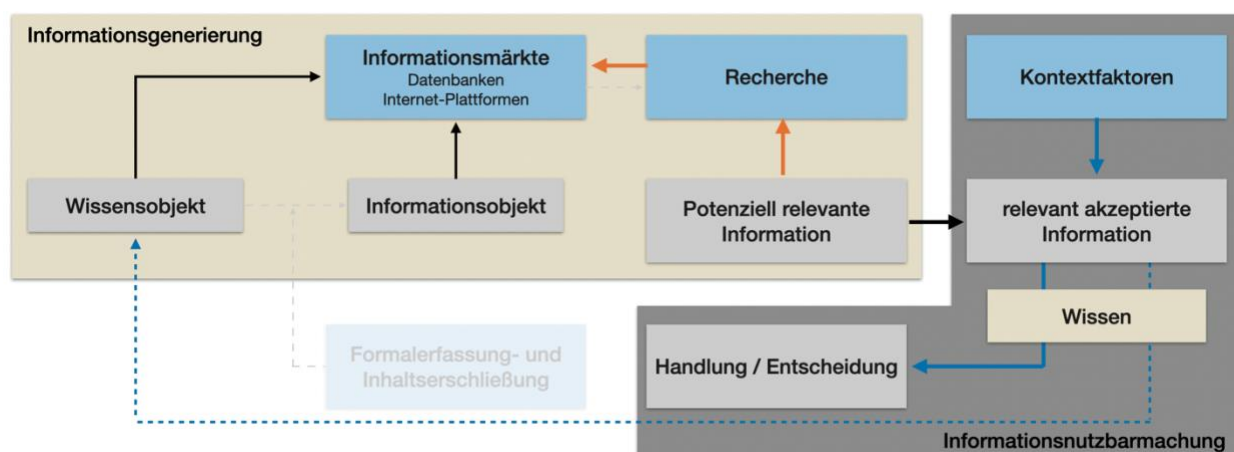 Informationsgenerierung
Informationsmärkte
Datenbanken
Internet-Plattformen
Recherche
Kontextfaktoren
Wissensobjekt
Informationsobjekt
Potenziell relevante
Information
relevant akzeptierte
Information
Wissen
Formalerfassung- und
Inhaltserschließung
Handlung / Entscheidung
Informationsnutzbarmachung